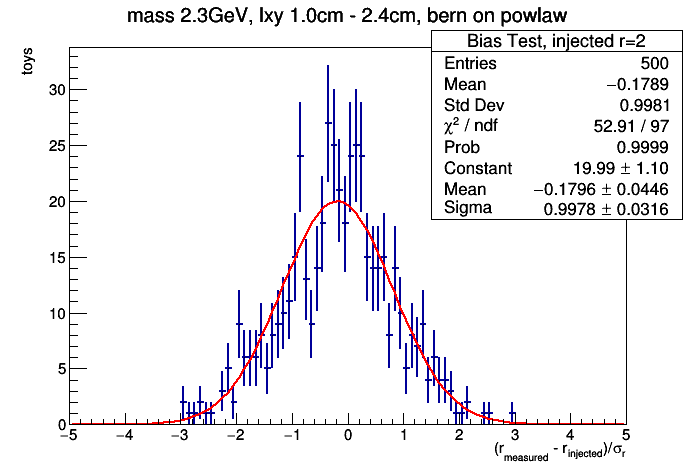 mass 2.3GeV, lxy 1.0cm - 2.4cm, bern on powlaw
toys
Bias Test, injected r=2
Entries 500
Mean −0.1789
Std Dev 0.9981
χ² / ndf 52.91 / 97
Prob 0.9999
Constant 19.99 ± 1.10
Mean −0.1796 ± 0.0446
Sigma 0.9978 ± 0.0316
30
25
20
15
10
5
0
−5 −4 −3 −2 −1 0 1 2 3 4 5
(r_measured - r_injected)/σ_r